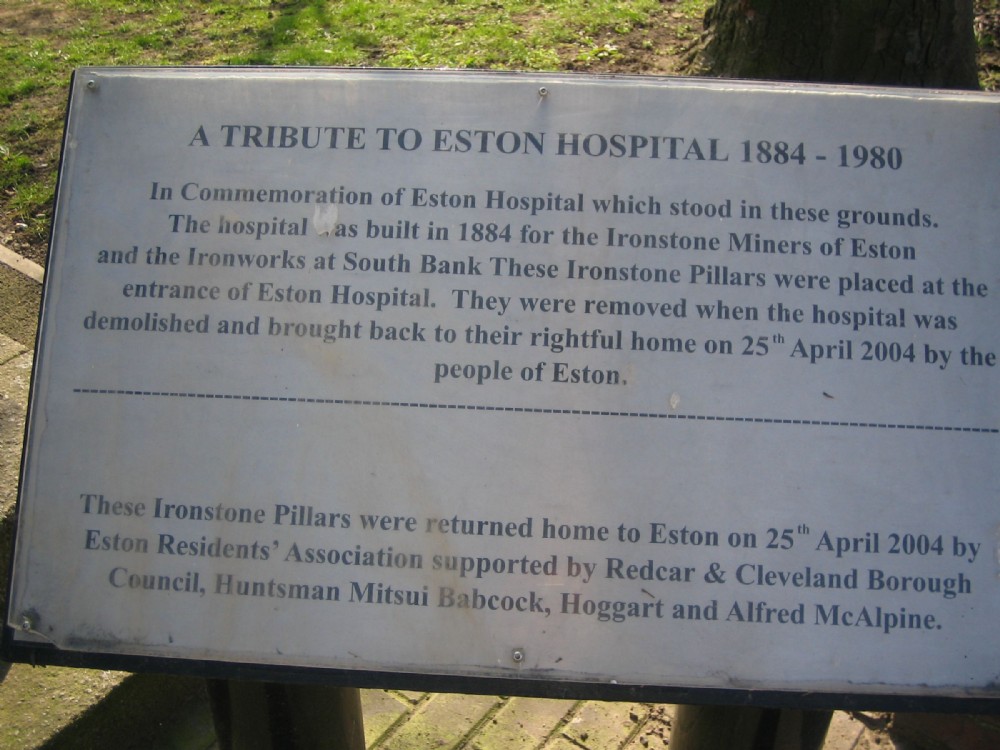 A TRIBUTE TO ESTON HOSPITAL 1884 - 1980
In Commemoration of Eston Hospital which stood in these grounds.
The hospital was built in 1884 for the Ironstone Miners of Eston
and the Ironworks at South Bank These Ironstone Pillars were placed at the
entrance of Eston Hospital. They were removed when the hospital was
demolished and brought back to their rightful home on 25th April 2004 by the
people of Eston.
These Ironstone Pillars were returned home to Eston on 25th April 2004 by
Eston Residents' Association supported by Redcar & Cleveland Borough
Council, Huntsman Mitsui Babcock, Hoggart and Alfred McAlpine.